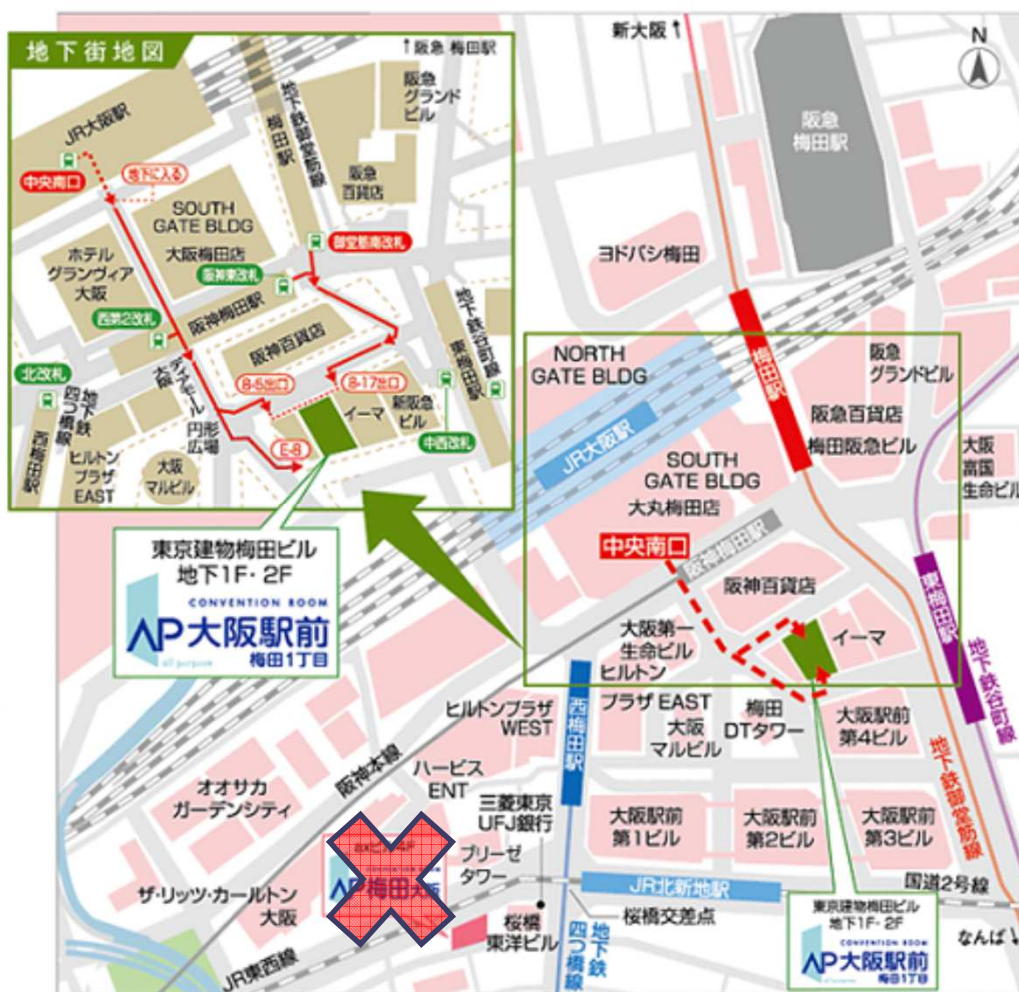 地下街地図
↑阪急 梅田駅
阪急
グランド
ビル
JR大阪駅
地下鉄御堂筋線
梅田駅
中央南口
地下に入る
阪急
百貨店
SOUTH
GATE BLDG
大阪梅田店
御堂筋南改札
ホテル
グランヴィア
大阪
阪神東改札
西第2改札
阪神梅田駅
阪神百貨店
地下鉄谷町線
東梅田駅
北改札
地下鉄
四つ橋線
西梅田駅
ディアモール
大阪
円形
広場
8-5出口
8-17出口
イーマ
新阪急
ビル
中西改札
E-8
ヒルトン
プラザ
EAST
大阪
マルビル
東京建物梅田ビル
地下1F・2F
CONVENTION ROOM
AP大阪駅前
梅田1丁目
all purpose
新大阪↑
N
阪急
梅田駅
ヨドバシ梅田
NORTH
GATE BLDG
梅田駅
阪急
グランドビル
阪急百貨店
梅田阪急ビル
JR大阪駅
SOUTH
GATE BLDG
大丸梅田店
大阪
富国
生命ビル
中央南口
阪神梅田駅
阪神百貨店
東梅田駅
地下鉄谷町線
大阪第一
生命ビル
イーマ
ヒルトン
プラザ EAST
大阪
マルビル
梅田
DTタワー
大阪駅前
第4ビル
西梅田駅
ヒルトンプラザ
WEST
阪神本線
ハービス
ENT
オオサカ
ガーデンシティ
三菱東京
UFJ銀行
大阪駅前
第1ビル
大阪駅前
第2ビル
大阪駅前
第3ビル
地下鉄御堂筋線
AP梅田大阪
ブリーゼ
タワー
ザ・リッツ・カールトン
大阪
JR北新地駅
国道2号線
桜橋
東洋ビル
桜橋交差点
地下鉄
四つ橋線
JR東西線
東京建物梅田ビル
地下1F・2F
CONVENTION ROOM
AP大阪駅前
梅田1丁目
なんば↓